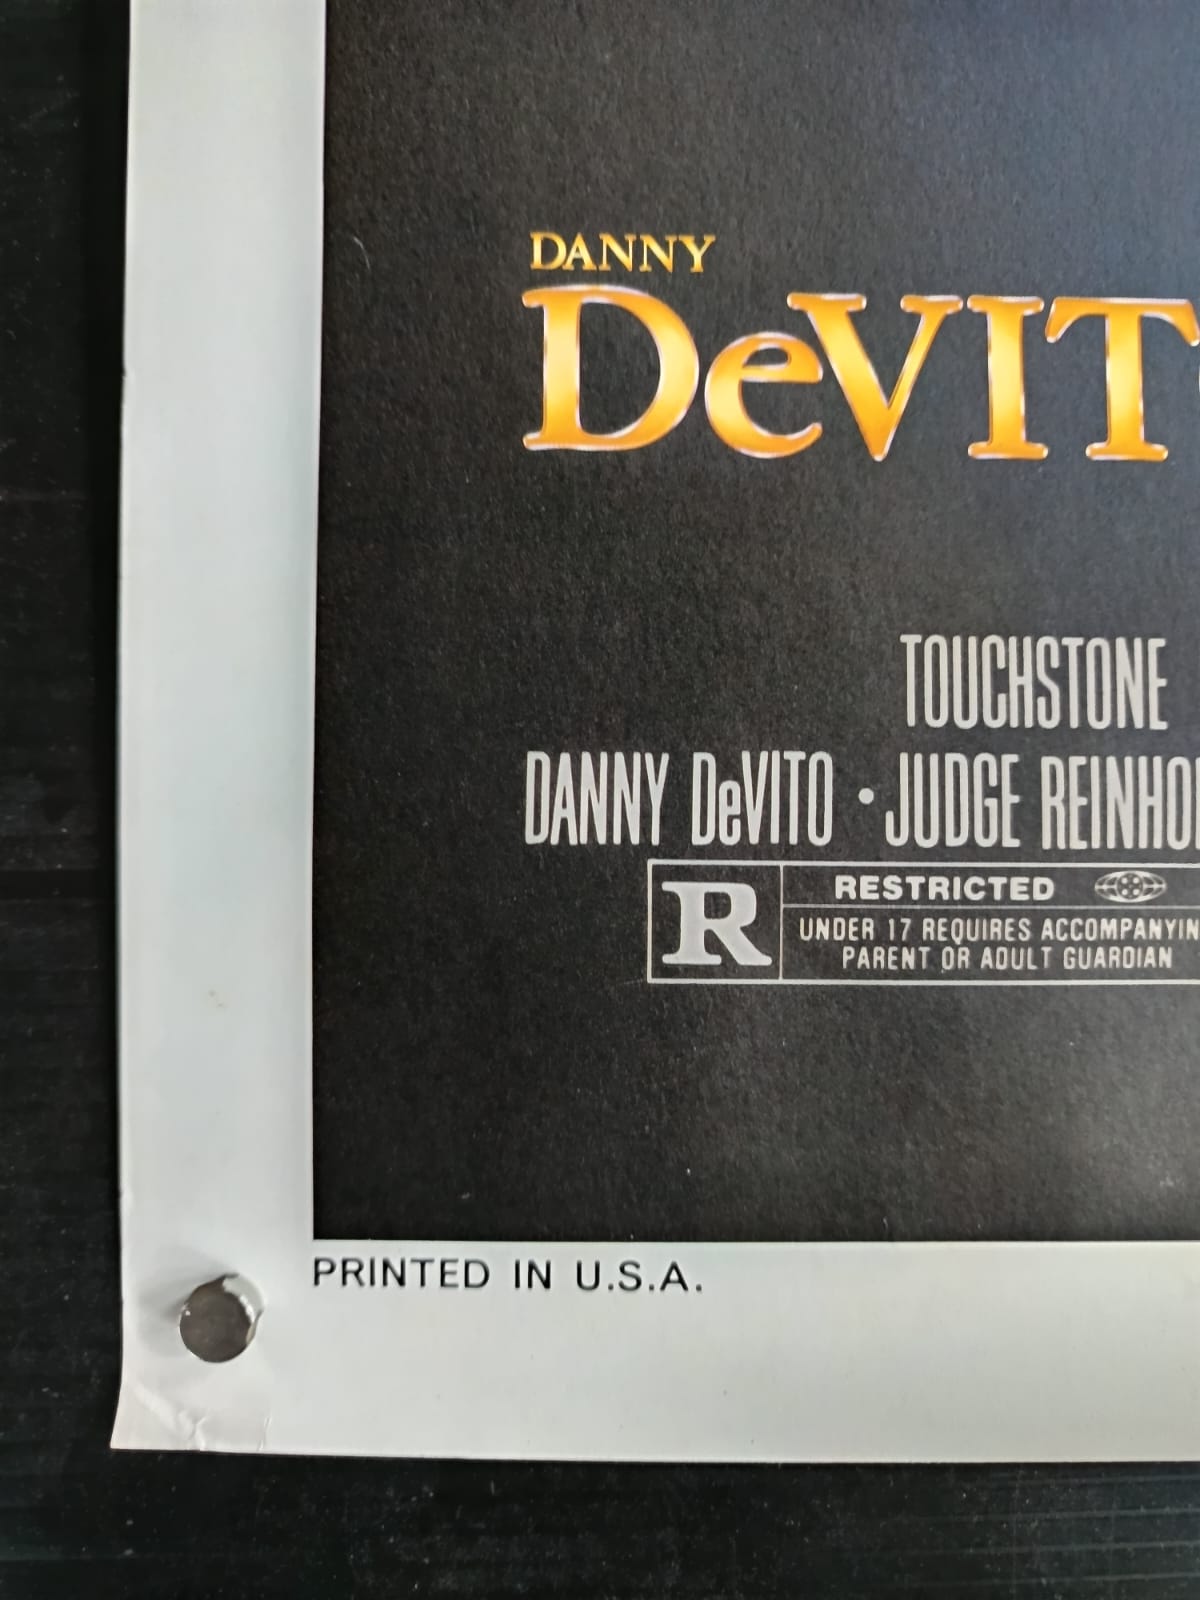 DANNY
DeVIT
TOUCHSTONE
DANNY DeVITO · JUDGE REINHO
R
RESTRICTED
UNDER 17 REQUIRES ACCOMPANYIN
PARENT OR ADULT GUARDIAN
PRINTED IN U.S.A.